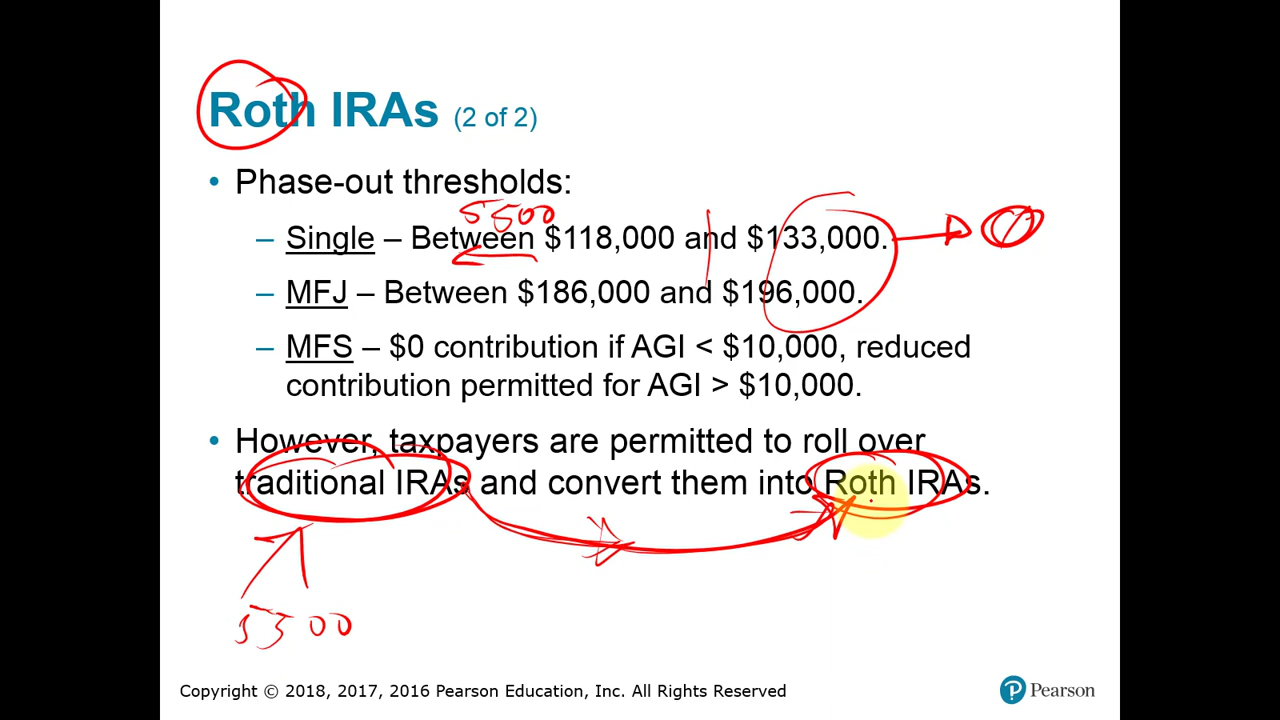 Roth IRAs (2 of 2)
• Phase-out thresholds:
5500
– Single – Between $118,000 and $133,000.
– MFJ – Between $186,000 and $196,000.
– MFS – $0 contribution if AGI < $10,000, reduced
contribution permitted for AGI > $10,000.
• However, taxpayers are permitted to roll over
traditional IRAs and convert them into Roth IRAs.
5500
Copyright © 2018, 2017, 2016 Pearson Education, Inc. All Rights Reserved
P Pearson